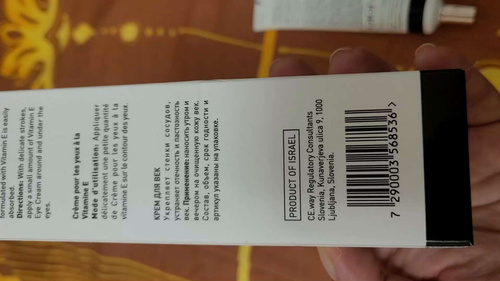 formulated with Vitamin E is easily
absorbed.
Directions: With delicate strokes,
apply a small amount of Vitamin E
Eye Cream around and under the
eyes.
Crème pour les yeux à la
Vitamine E
Mode d'utilisation: Appliquer
délicatement une petite quantité
de Crème pour les yeux à la
vitamine E sur le contour des yeux.
КРЕМ ДЛЯ ВЕК
Укрепляет стенки сосудов,
устраняет отечность и пастозность
век. Применение: наносить утром и
вечером на очищенную кожу век.
Состав, объем, срок годности и
артикул указаны на упаковке.
PRODUCT OF ISRAEL
CE.way Regulatory Consultants
Slovenia, Kunaverjeva ulica 9, 1000
Ljubljana, Slovenia.
7 290003 568536 >